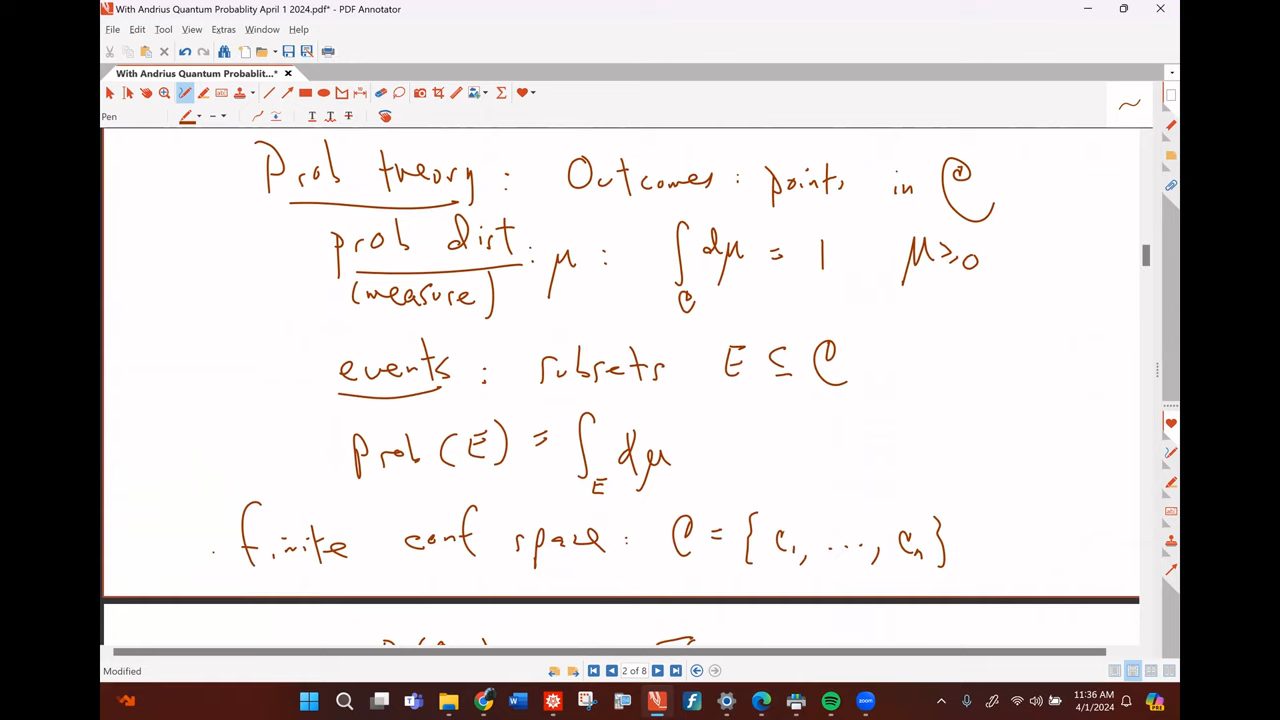 With Andrius Quantum Probablity April 1 2024.pdf* - PDF Annotator
File Edit Tool View Extras Window Help
With Andrius Quantum Probablit...*
Pen
Prob theory : Outcomes : points in C
prob dist : μ : ∫_C dμ = 1 μ ≥ 0
(measure)
events : subsets E ⊆ C
Prob (E) = ∫_E dμ
finite conf space : C = {c₁, ..., cₙ}
Modified
2 of 8
11:36 AM
4/1/2024